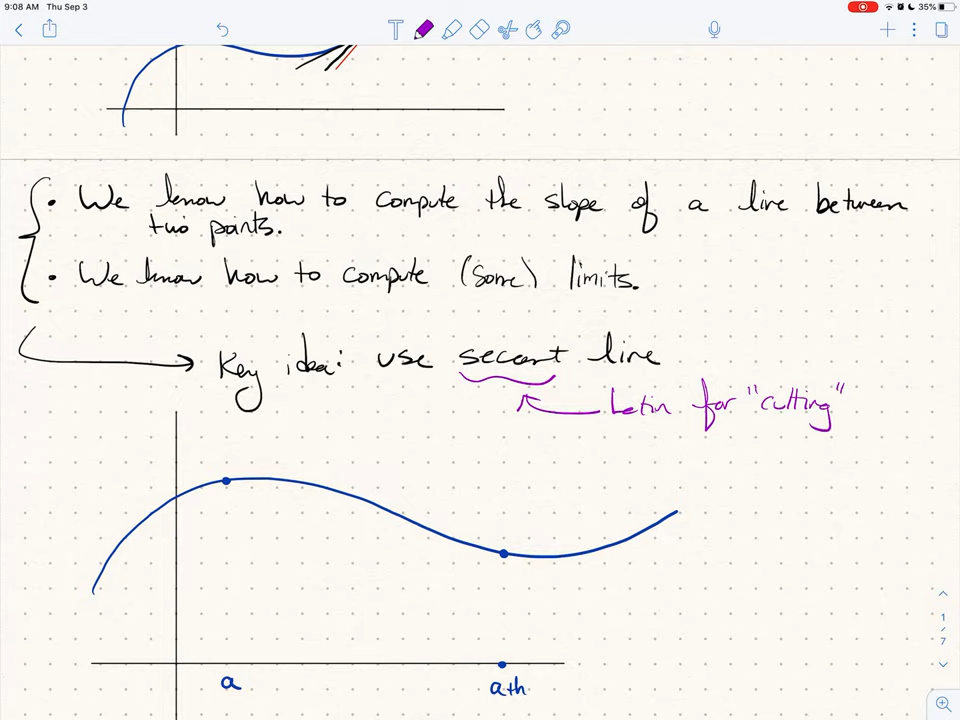 9:08 AM Thu Sep 3
35%
• We know how to compute the slope of a line between
two points.
• We know how to compute (some) limits.
Key idea: use secant line
Latin for "cutting"
a
a+h
1
/
7